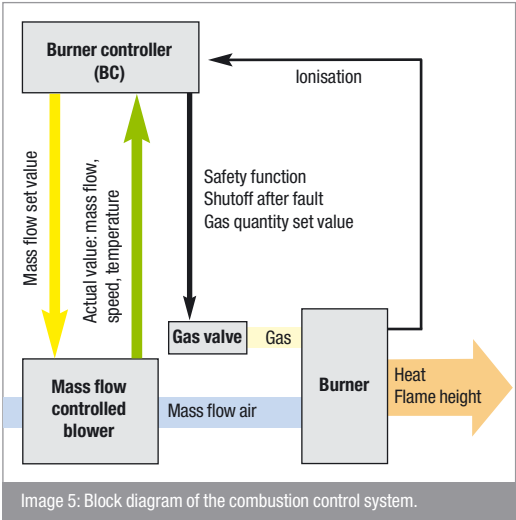 Burner controller
(BC)
Ionisation
Mass flow set value
Actual value: mass flow,
speed, temperature
Safety function
Shutoff after fault
Gas quantity set value
Gas valve
Gas
Burner
Heat
Flame height
Mass flow
controlled
blower
Mass flow air
Image 5: Block diagram of the combustion control system.